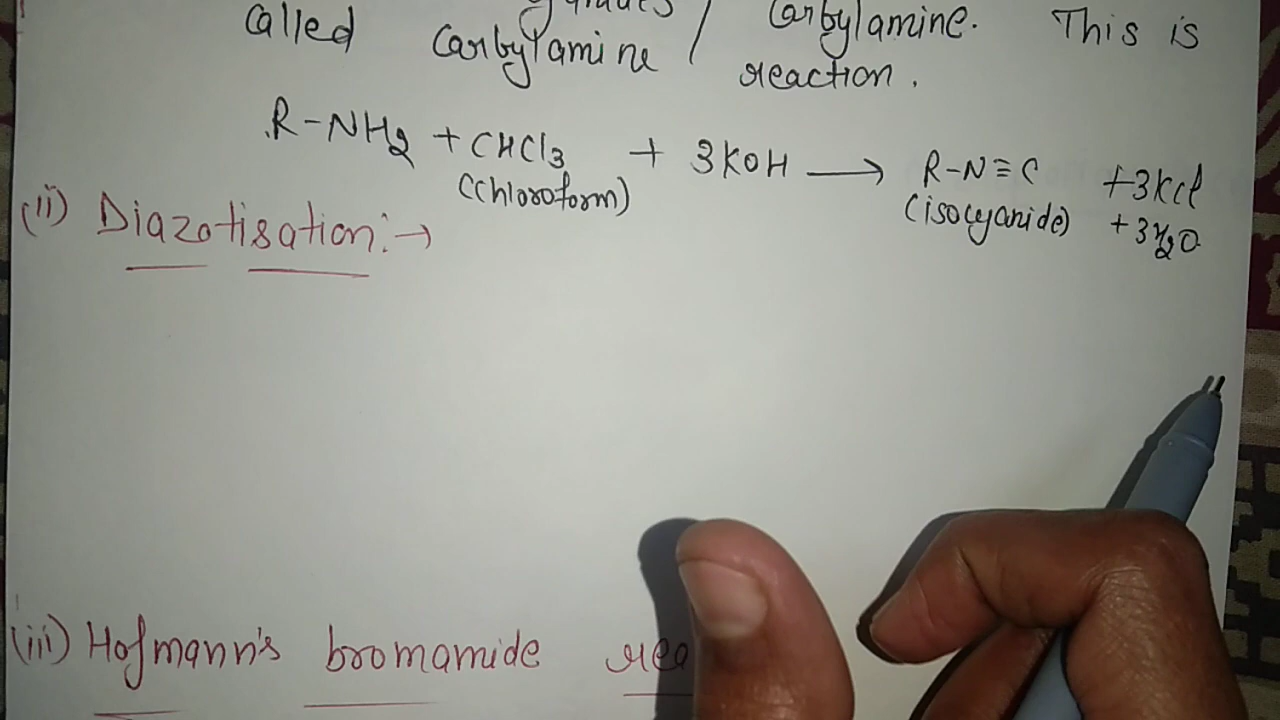 Called Carbylamine / Carbylamine. This is
reaction.
R-NH2 + CHCl3 + 3KOH ⟶ R-N≡C +3KCl
(Chloroform) (isocyanide) +3H2O
(ii) Diazotisation:→
(iii) Hofmann's bromamide